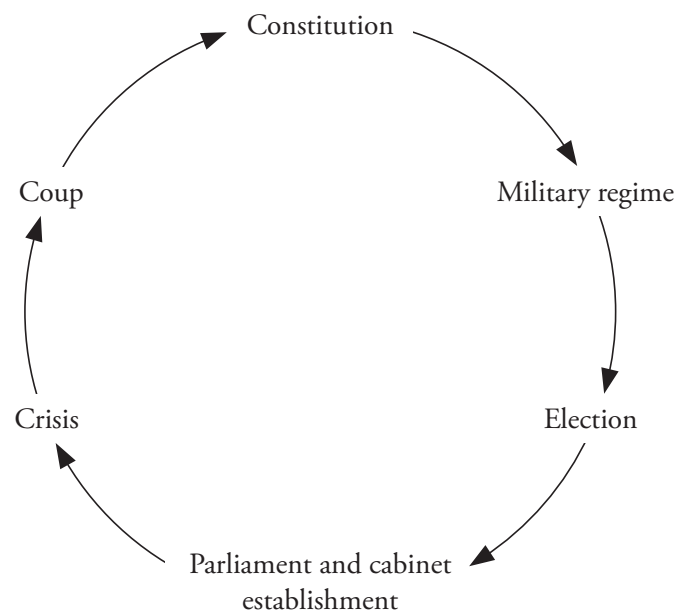 Constitution
Coup
Military regime
Crisis
Election
Parliament and cabinet
establishment